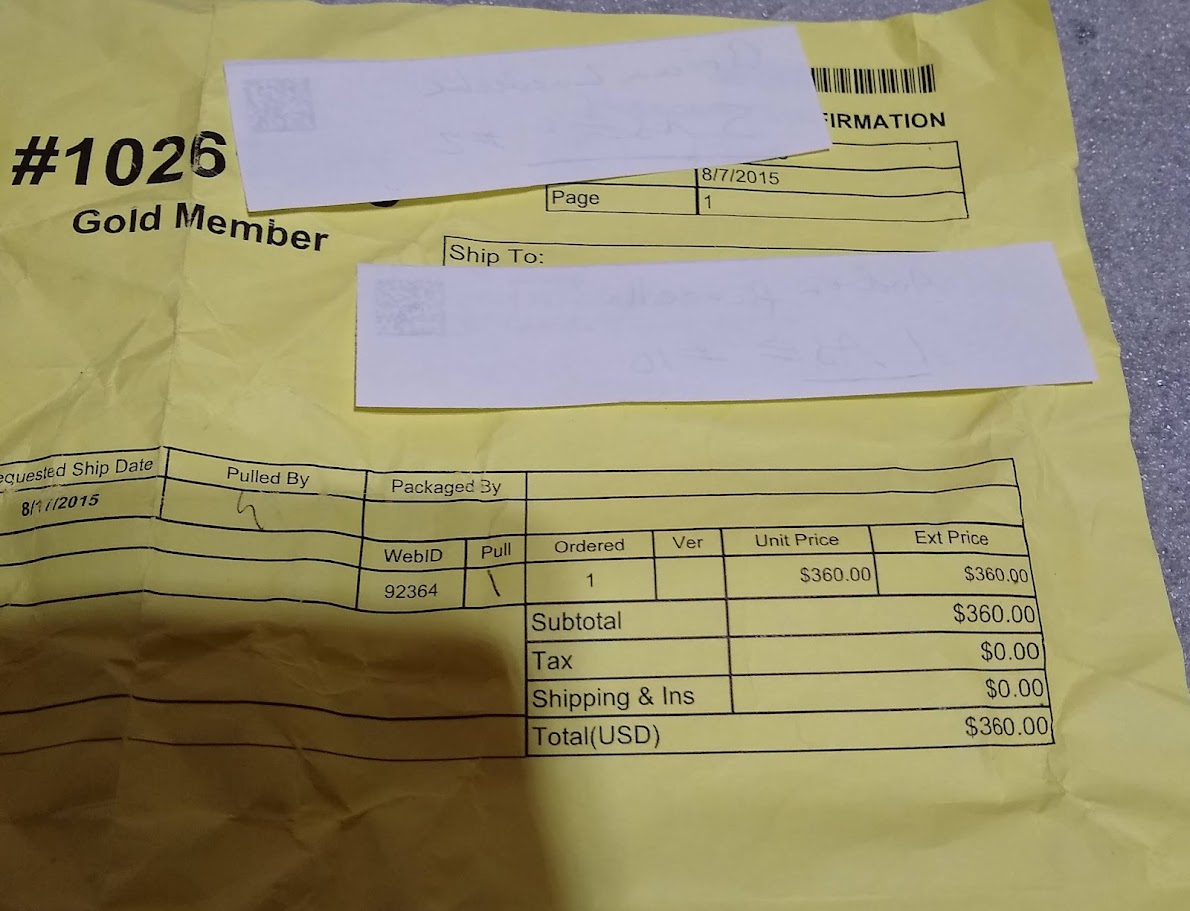 #1026
FIRMATION
Gold Member
8/7/2015
Page 1
Ship To:
equested Ship Date Pulled By Packaged By
8/17/2015
WebID Pull Ordered Ver Unit Price Ext Price
92364 1 $360.00 $360.00
Subtotal $360.00
Tax $0.00
Shipping & Ins $0.00
Total(USD) $360.00